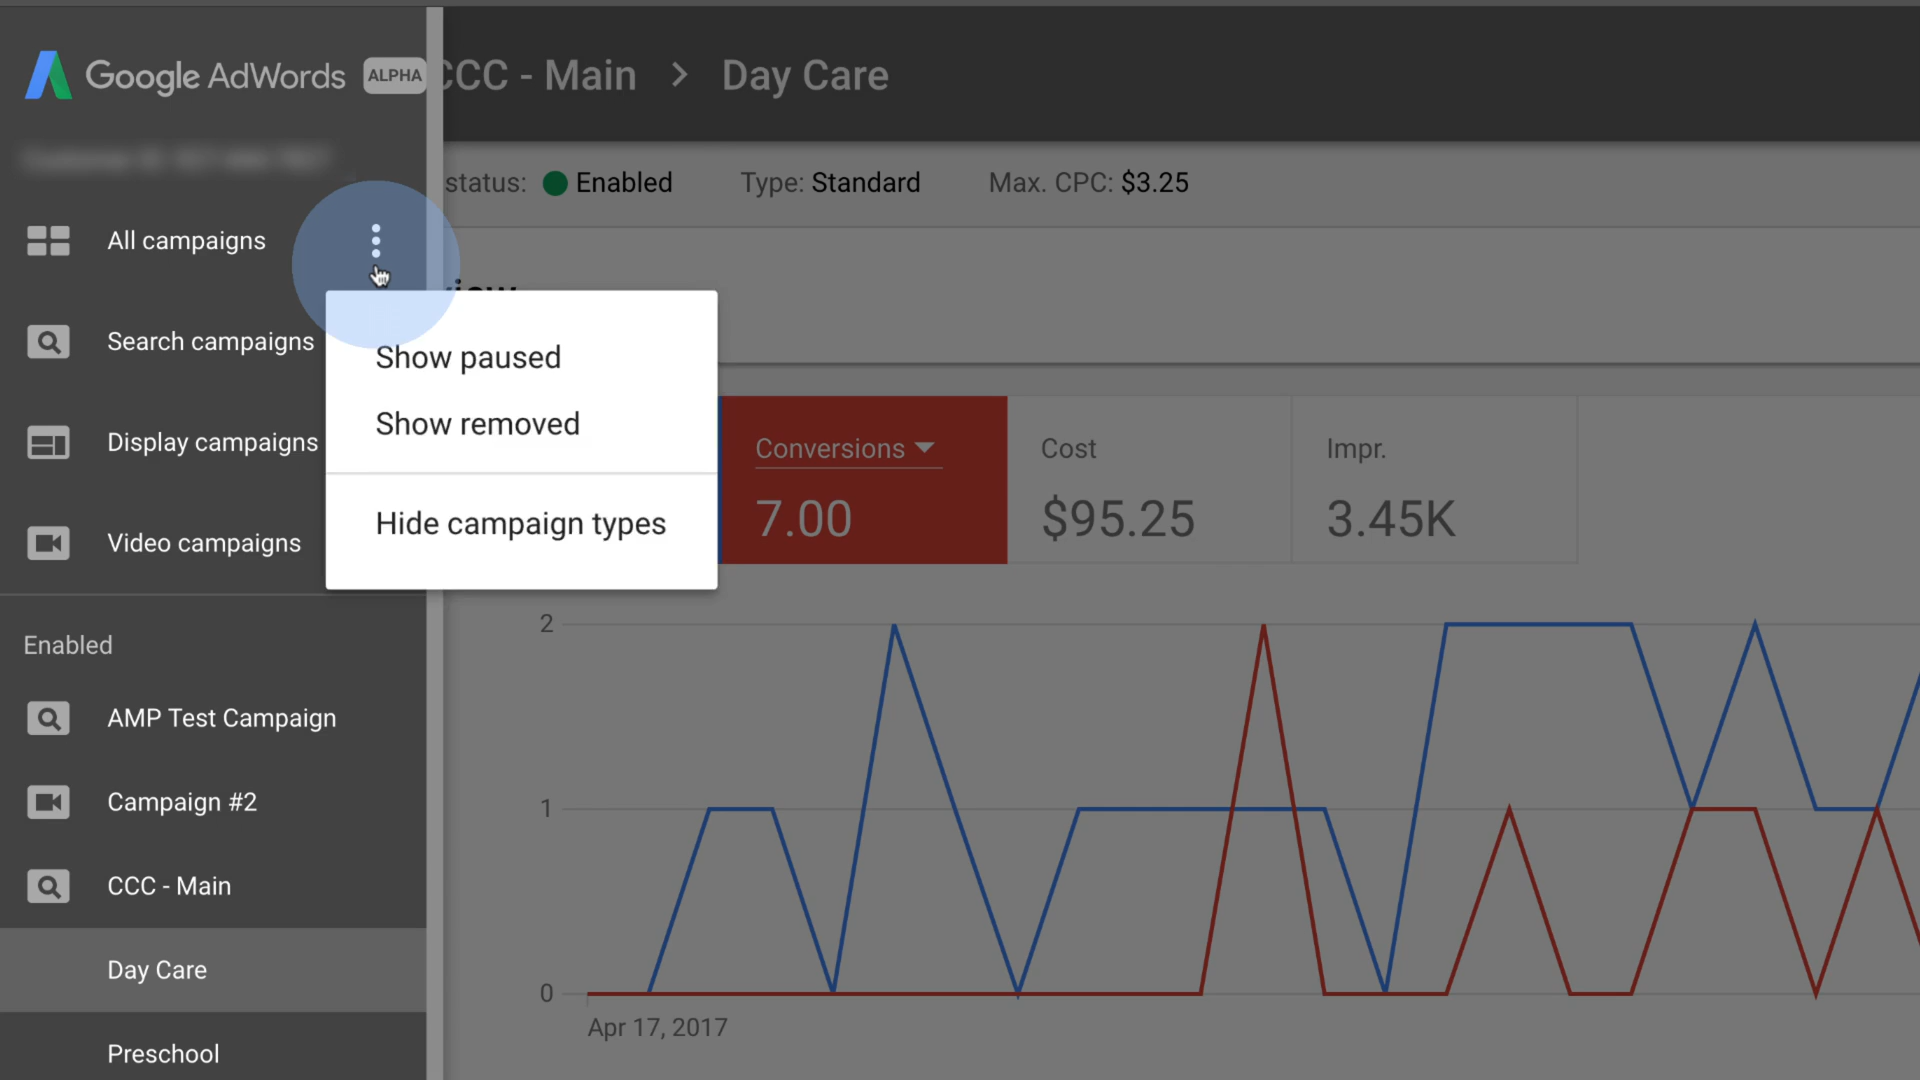 Google AdWords ALPHA
CCC - Main > Day Care
status: Enabled Type: Standard Max. CPC: $3.25
All campaigns
Search campaigns
Display campaigns
Video campaigns
Show paused
Show removed
Hide campaign types
Conversions
7.00
Cost
$95.25
Impr.
3.45K
Enabled
AMP Test Campaign
Campaign #2
CCC - Main
Day Care
Preschool
2
1
0
Apr 17, 2017